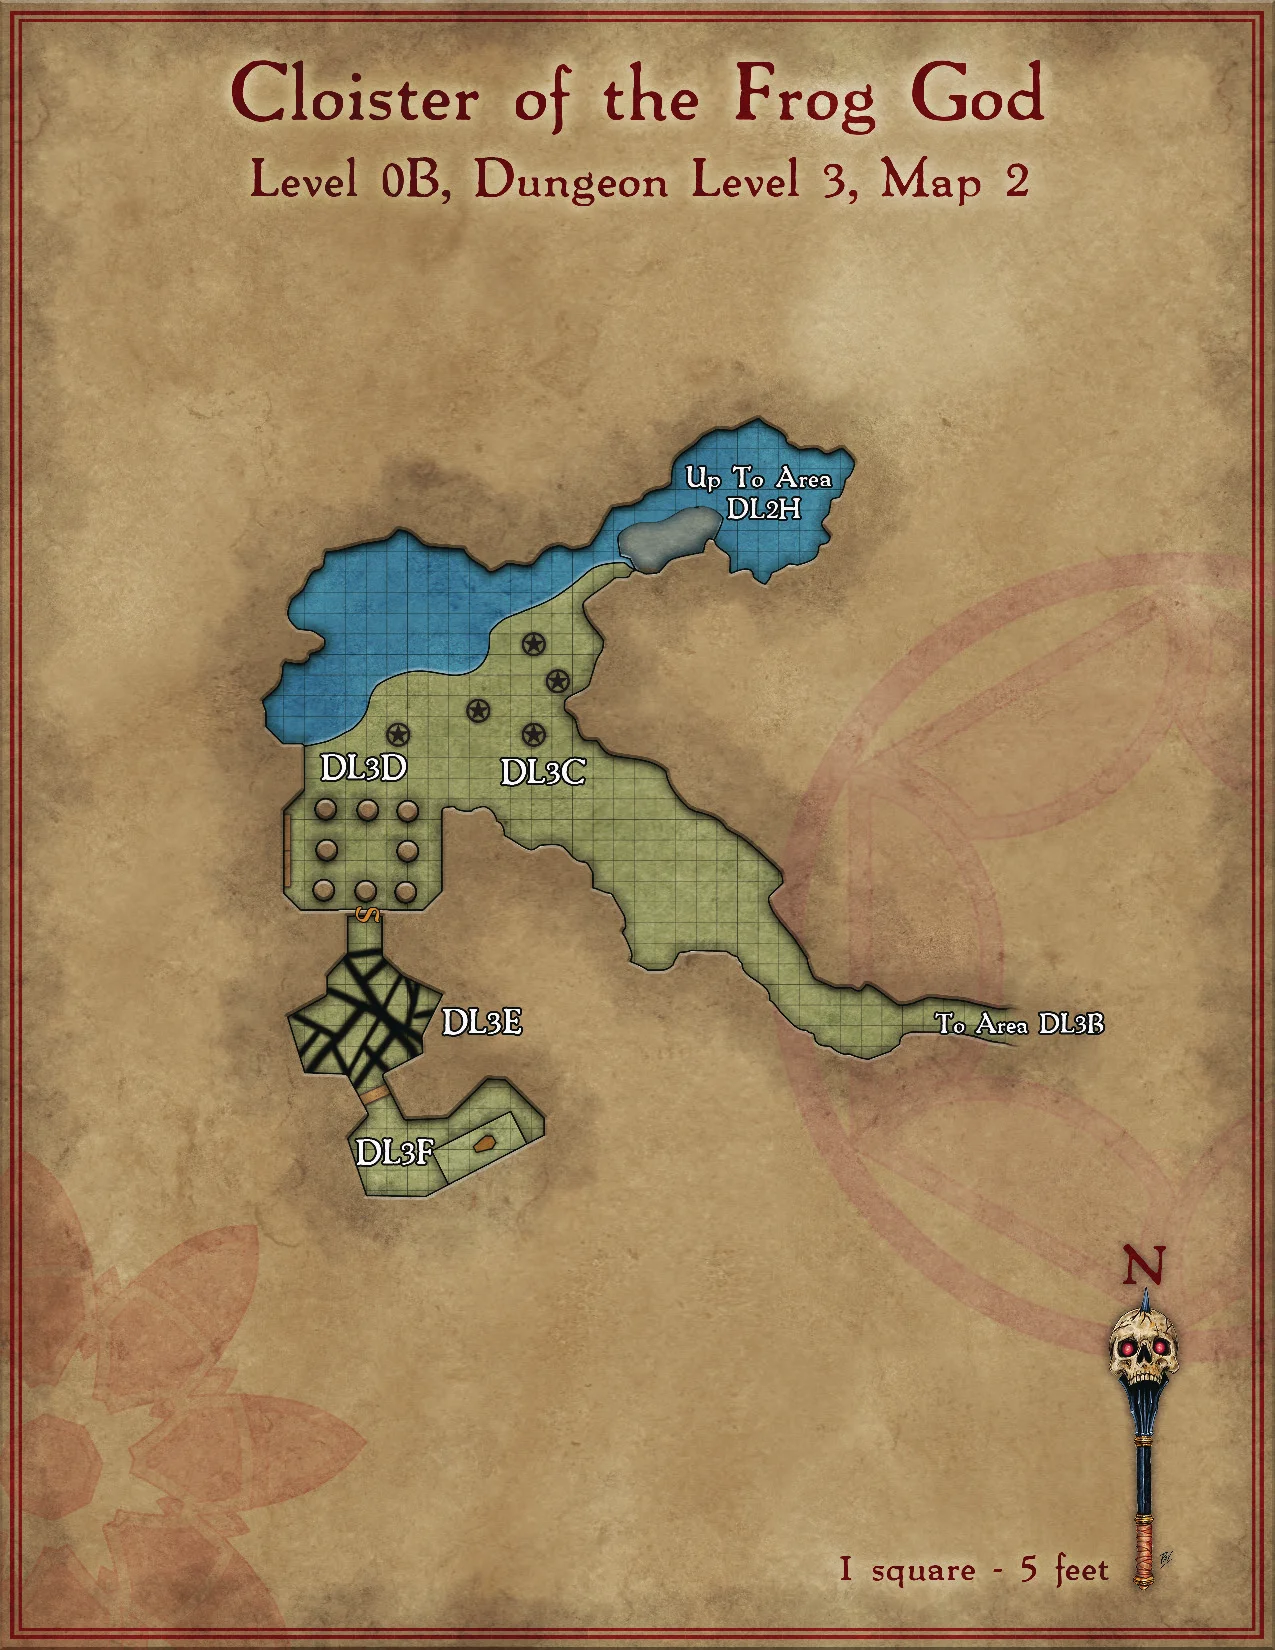 Cloister of the Frog God
Level 0B, Dungeon Level 3, Map 2
Up To Area
DL2H
DL3D
DL3C
S
DL3E
To Area DL3B
DL3F
N
1 square - 5 feet